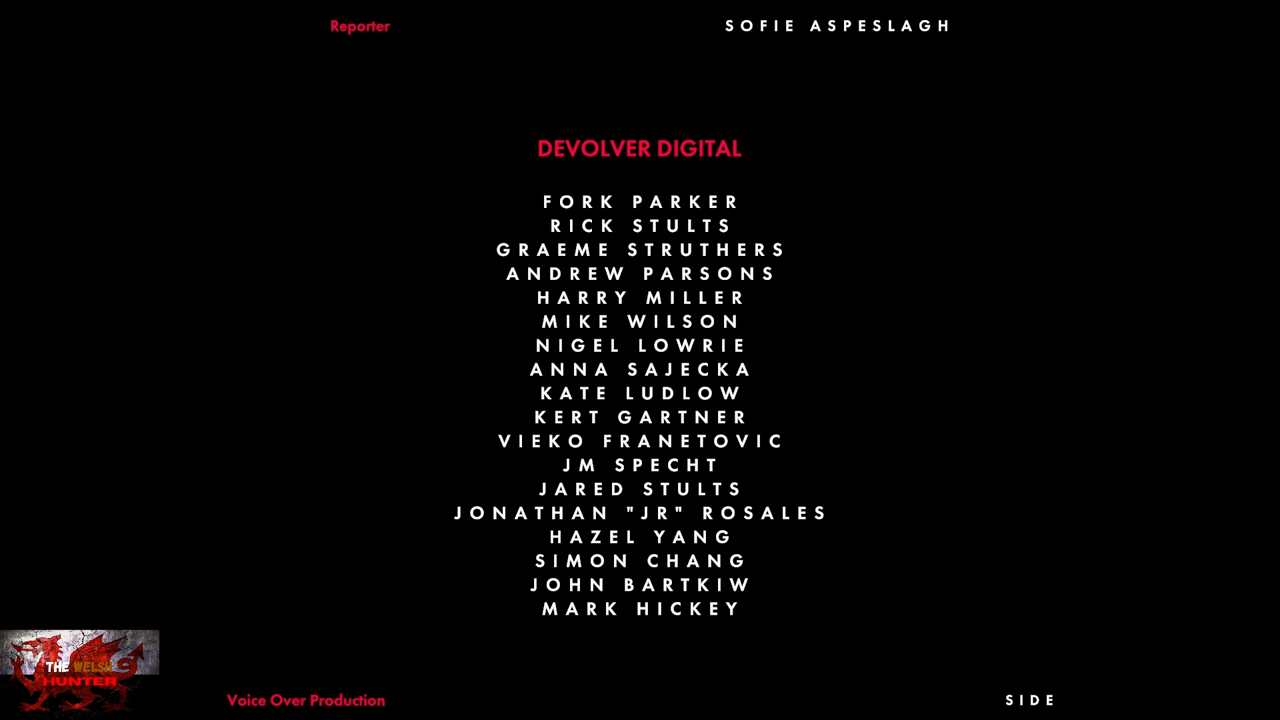 Reporter SOFIE ASPESLAGH
DEVOLVER DIGITAL
FORK PARKER
RICK STULTS
GRAEME STRUTHERS
ANDREW PARSONS
HARRY MILLER
MIKE WILSON
NIGEL LOWRIE
ANNA SAJECKA
KATE LUDLOW
KERT GARTNER
VIEKO FRANETOVIC
JM SPECHT
JARED STULTS
JONATHAN "JR" ROSALES
HAZEL YANG
SIMON CHANG
JOHN BARTKIW
MARK HICKEY
THE WELSH
HUNTER
Voice Over Production SIDE